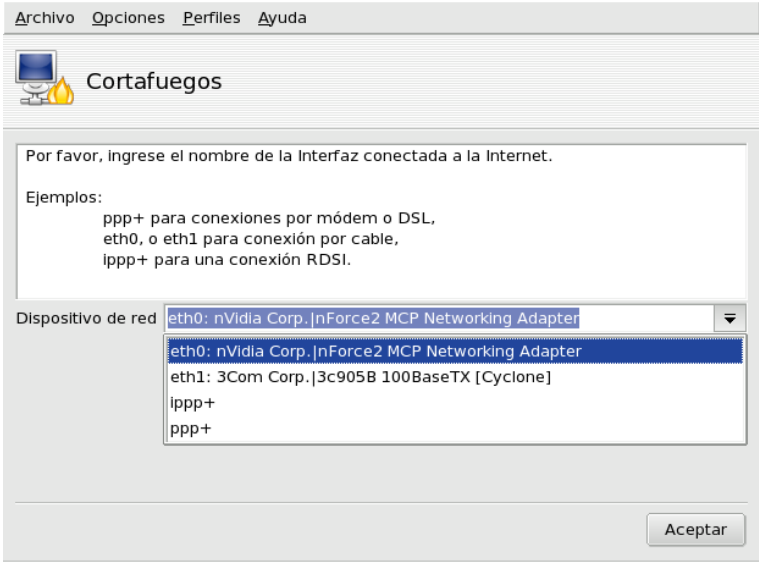 Archivo Opciones Perfiles Ayuda
Cortafuegos
Por favor, ingrese el nombre de la Interfaz conectada a la Internet.
Ejemplos:
ppp+ para conexiones por módem o DSL,
eth0, o eth1 para conexión por cable,
ippp+ para una conexión RDSI.
Dispositivo de red eth0: nVidia Corp.|nForce2 MCP Networking Adapter
eth0: nVidia Corp.|nForce2 MCP Networking Adapter
eth1: 3Com Corp.|3c905B 100BaseTX [Cyclone]
ippp+
ppp+
Aceptar